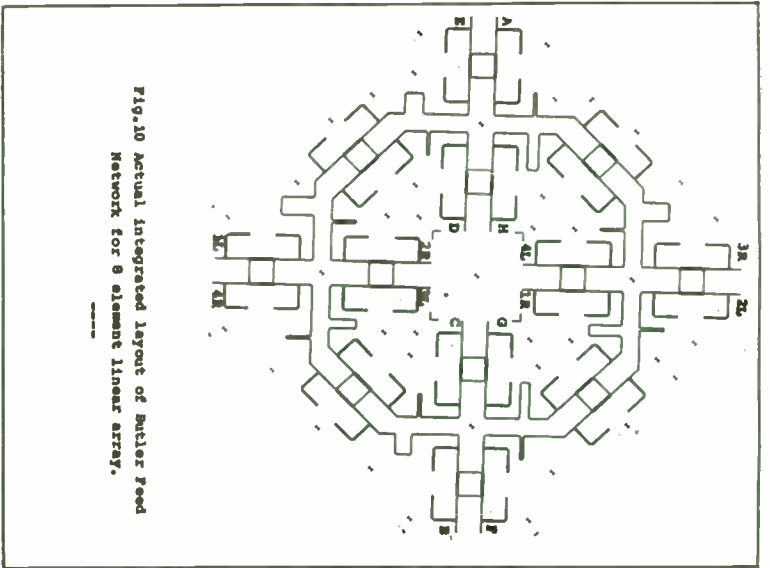 3R 2L
4L 1R
A H G F
E D C B
2R
1L 4R
Fig.10 Actual integrated layout of Butler Feed
Network for 8 element linear array.